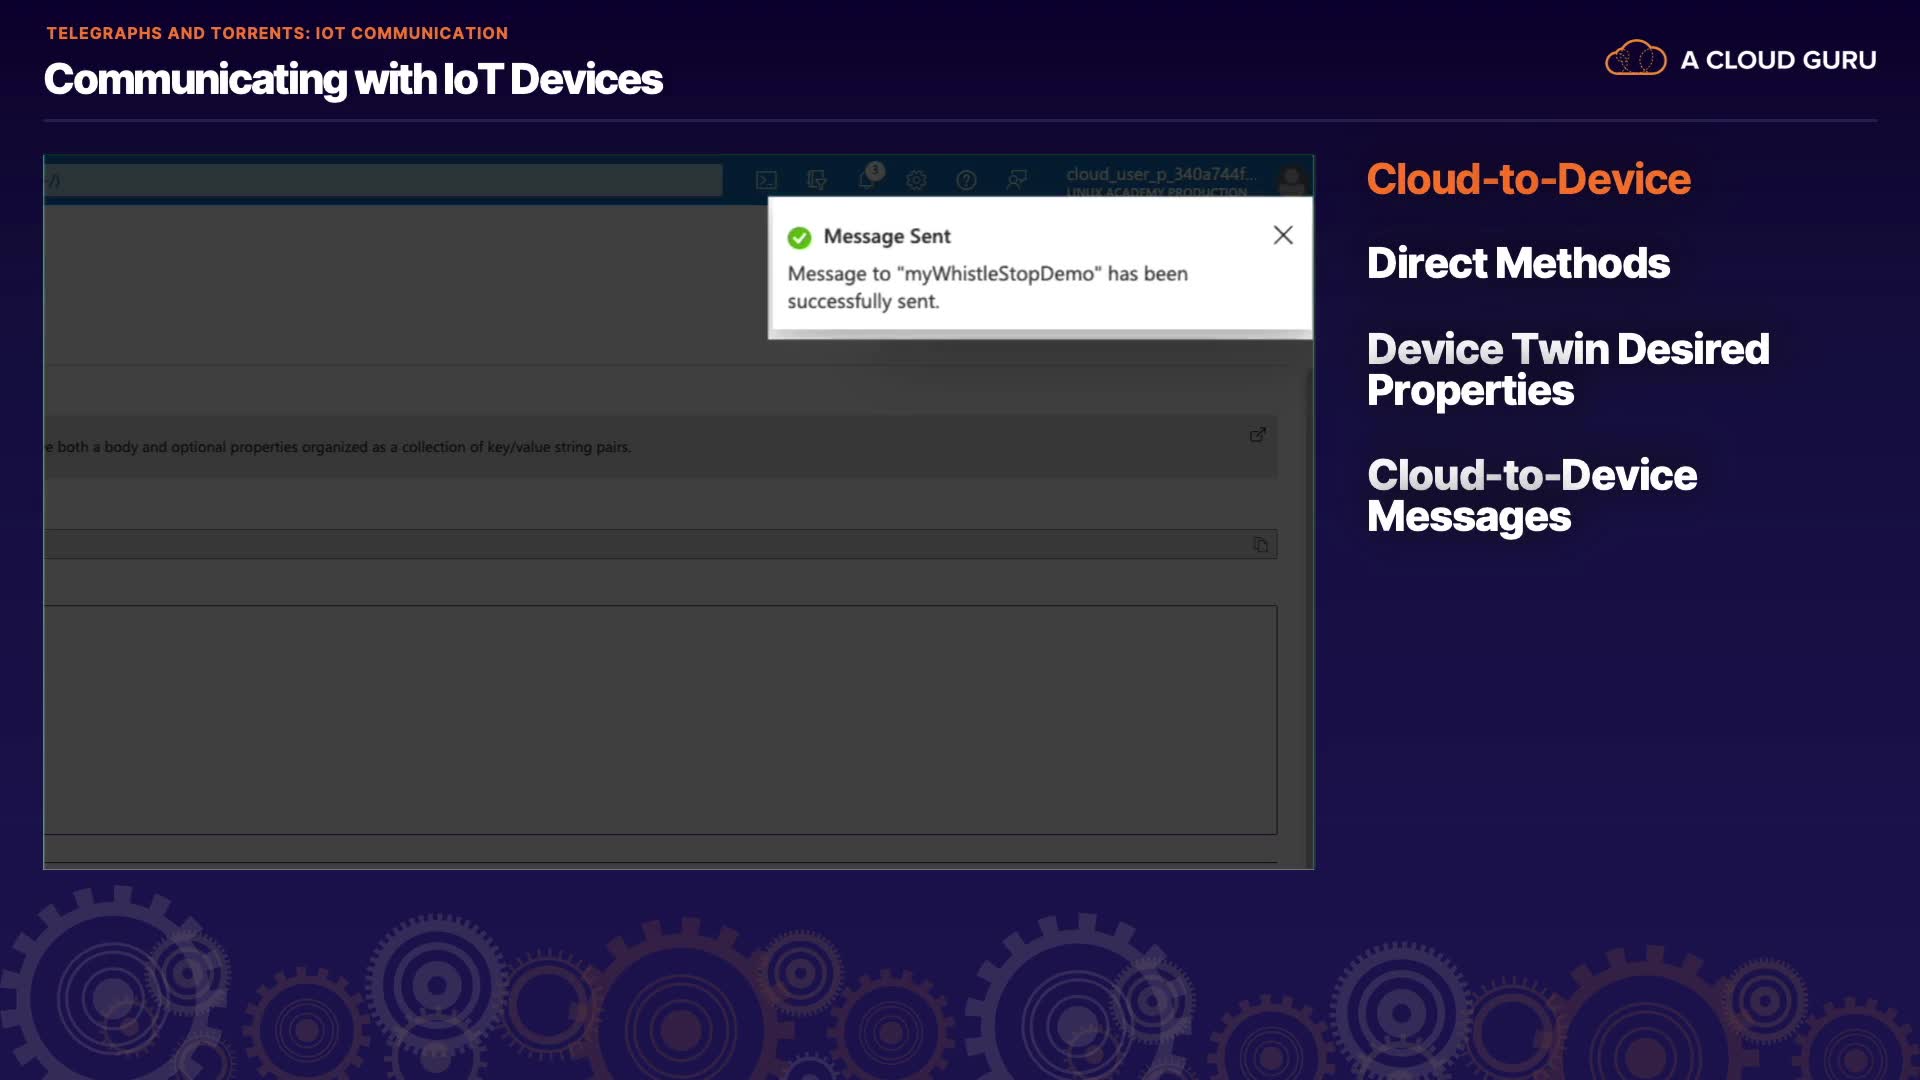 TELEGRAPHS AND TORRENTS: IOT COMMUNICATION
Communicating with IoT Devices
A CLOUD GURU
-/)
3
cloud_user_p_340a744f...
LINUX ACADEMY PRODUCTION
Message Sent
Message to "myWhistleStopDemo" has been
successfully sent.
e both a body and optional properties organized as a collection of key/value string pairs.
Cloud-to-Device
Direct Methods
Device Twin Desired
Properties
Cloud-to-Device
Messages